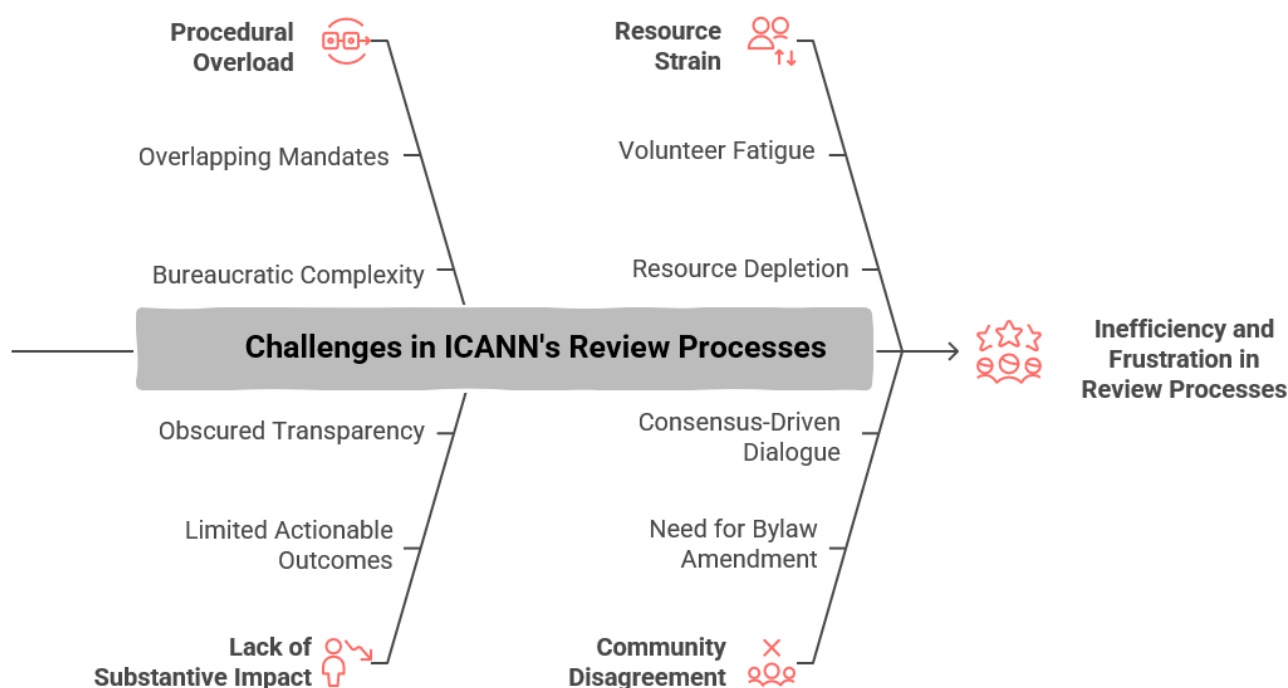 Procedural
Overload
Resource
Strain
Overlapping Mandates
Volunteer Fatigue
Bureaucratic Complexity
Resource Depletion
Challenges in ICANN's Review Processes
Inefficiency and
Frustration in
Review Processes
Obscured Transparency
Consensus-Driven
Dialogue
Limited Actionable
Outcomes
Need for Bylaw
Amendment
Lack of
Substantive Impact
Community
Disagreement